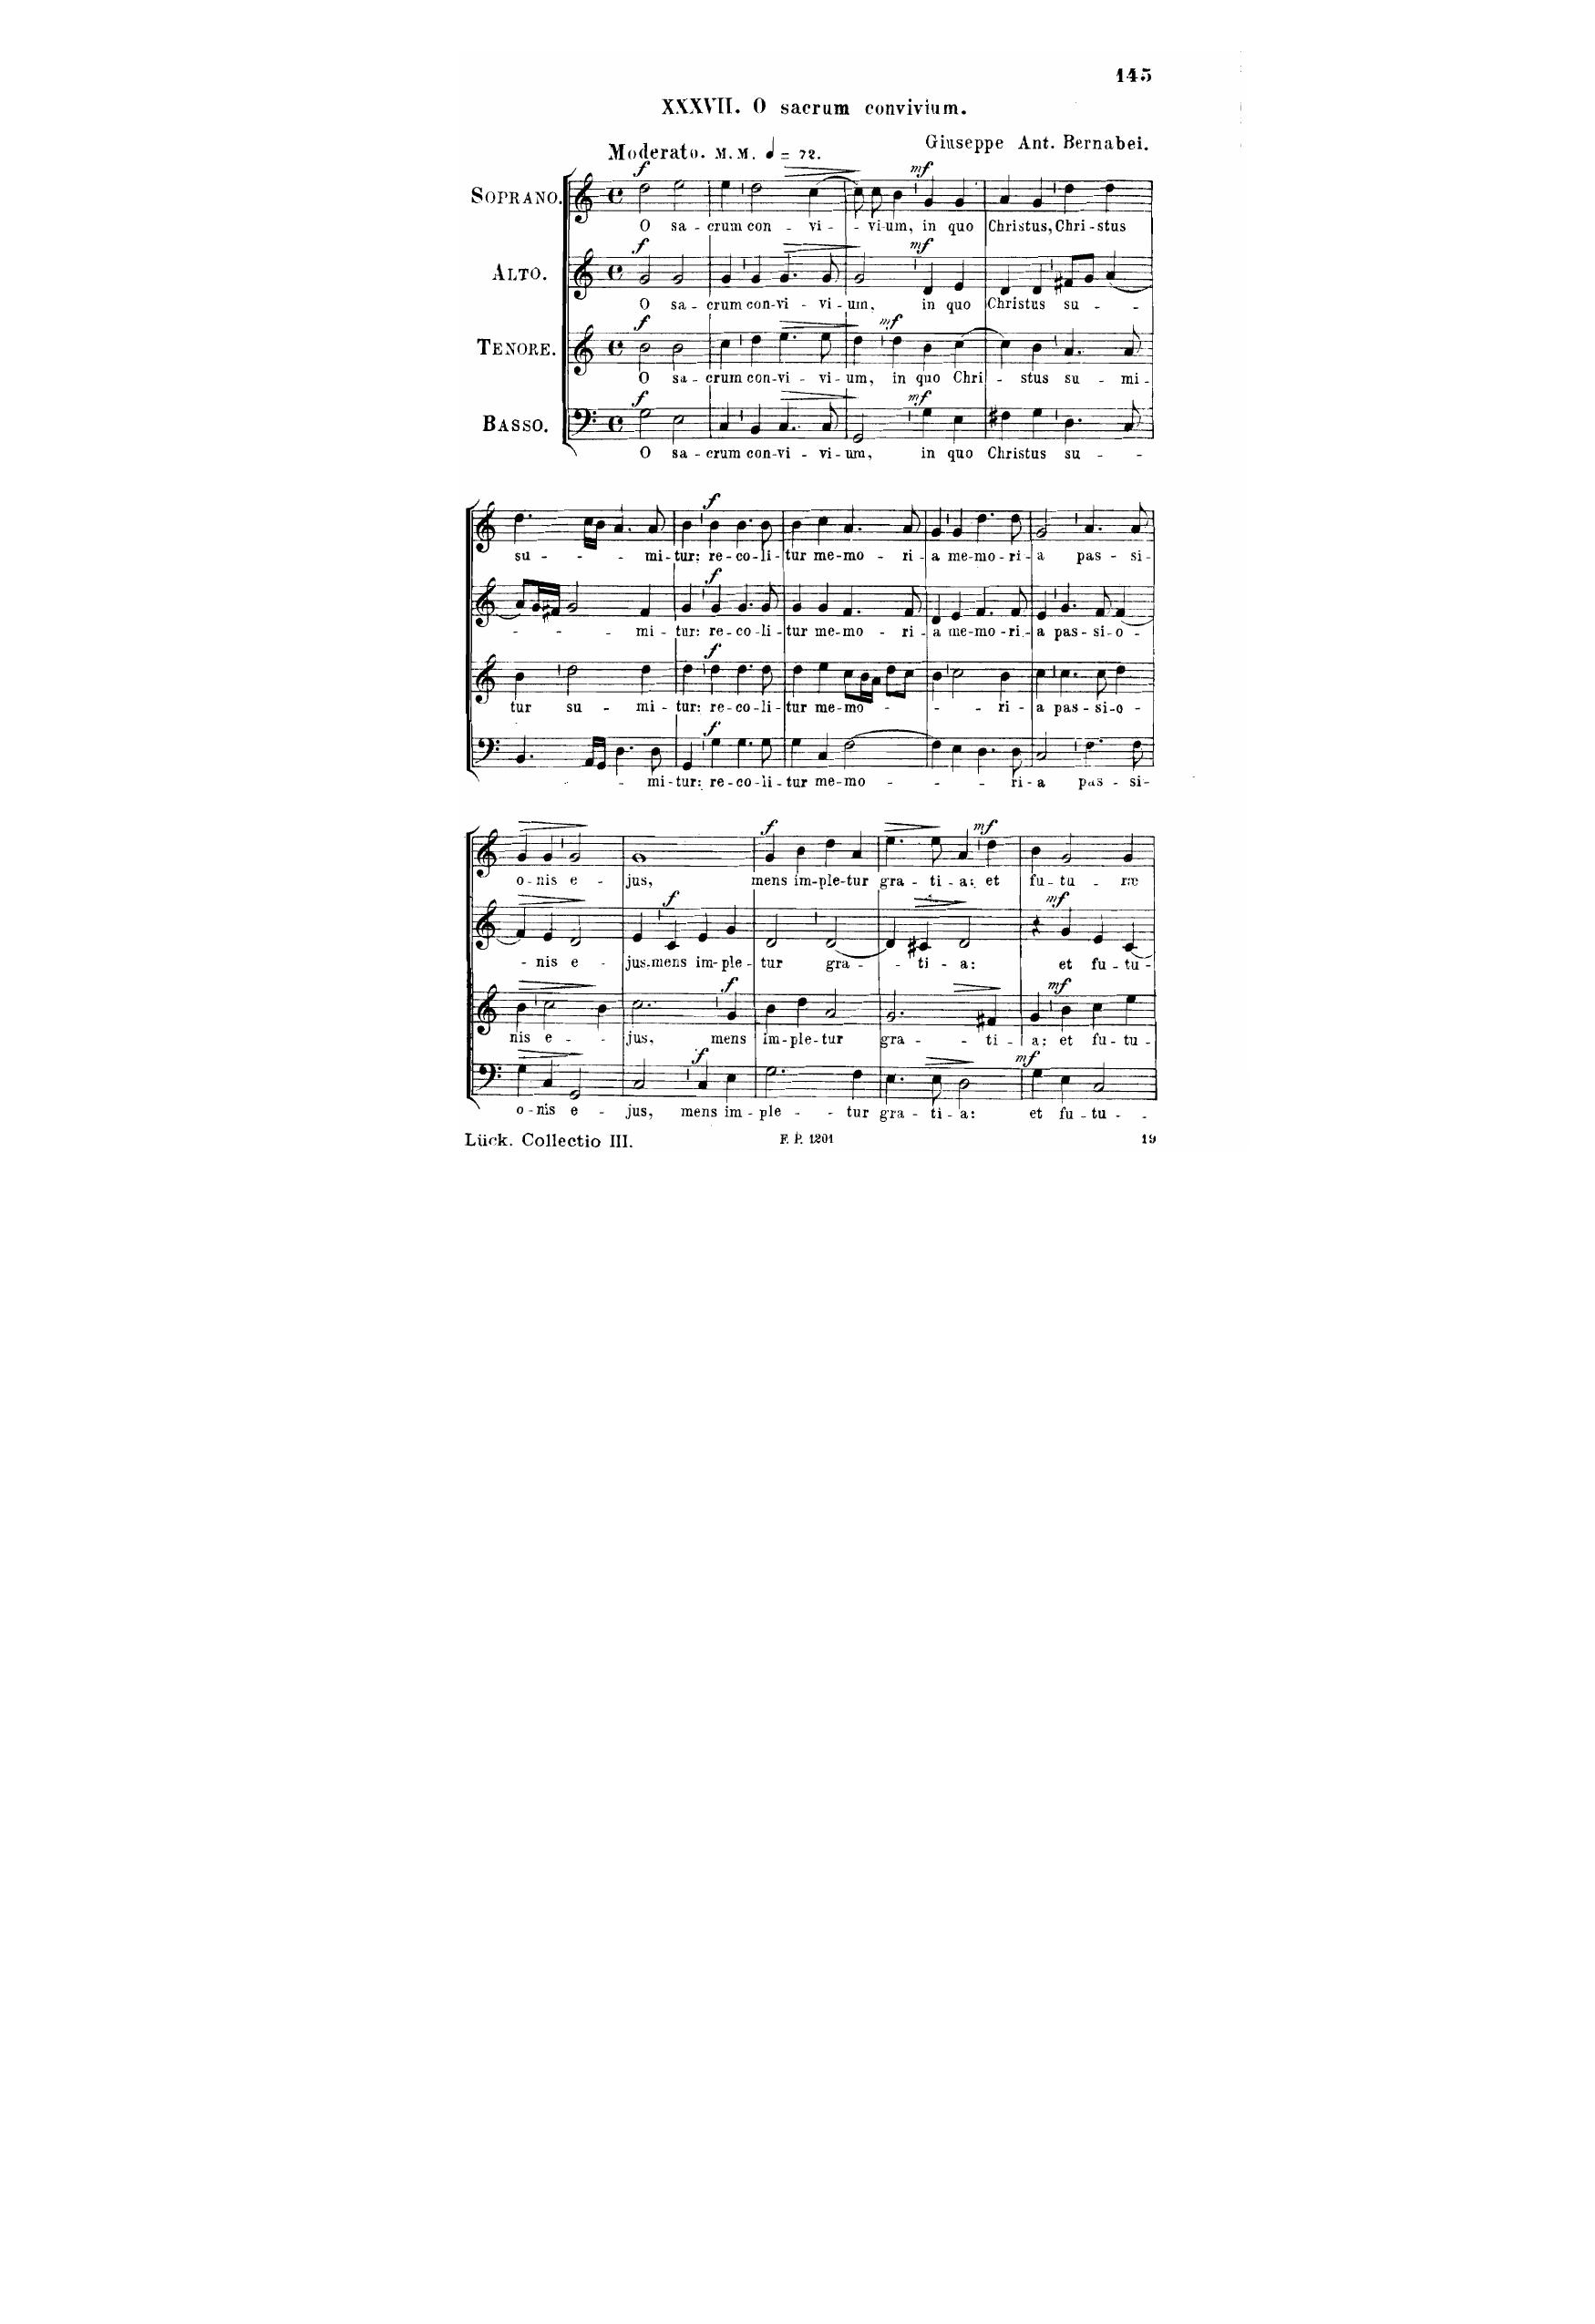 145
XXXVII. O sacrum convivium.
Giuseppe Ant. Bernabei.
Moderato. M. M. = 72.
f mf
SOPRANO.
O sa - crum con - vi - - vi-um, in quo Christus, Chri - stus
f mf
ALTO.
O sa - crum con-vi - vi - um, in quo Christus su - -
f mf
TENORE.
O sa - crum con-vi - vi - um, in quo Chri - stus su - mi -
f mf
BASSO.
O sa - crum con-vi - vi - um, in quo Christus su - -
f
su - - - mi - tur: re - co - li - tur me - mo - ri - a me - mo - ri - a pas - si -
f
- - - mi - tur: re - co - li - tur me - mo - ri - a me - mo - ri - a pas - si - o -
f
tur su - mi - tur: re - co - li - tur me - mo - - - ri - a pas - si - o -
f
- mi - tur: re - co - li - tur me - mo - - - ri - a pas - si -
f mf
o - nis e - jus, mens im - ple - tur gra - ti - a: et fu - tu - ræ
f mf
- nis e - jus. mens im - ple - tur gra - - ti - a: et fu - tu -
f mf
nis e - - jus, mens im - ple - tur gra - - ti - a: et fu - tu -
f mf
o - nis e - jus, mens im - ple - - tur gra - ti - a: et fu - tu - -
Lück. Collectio III. F. P. 1201 19